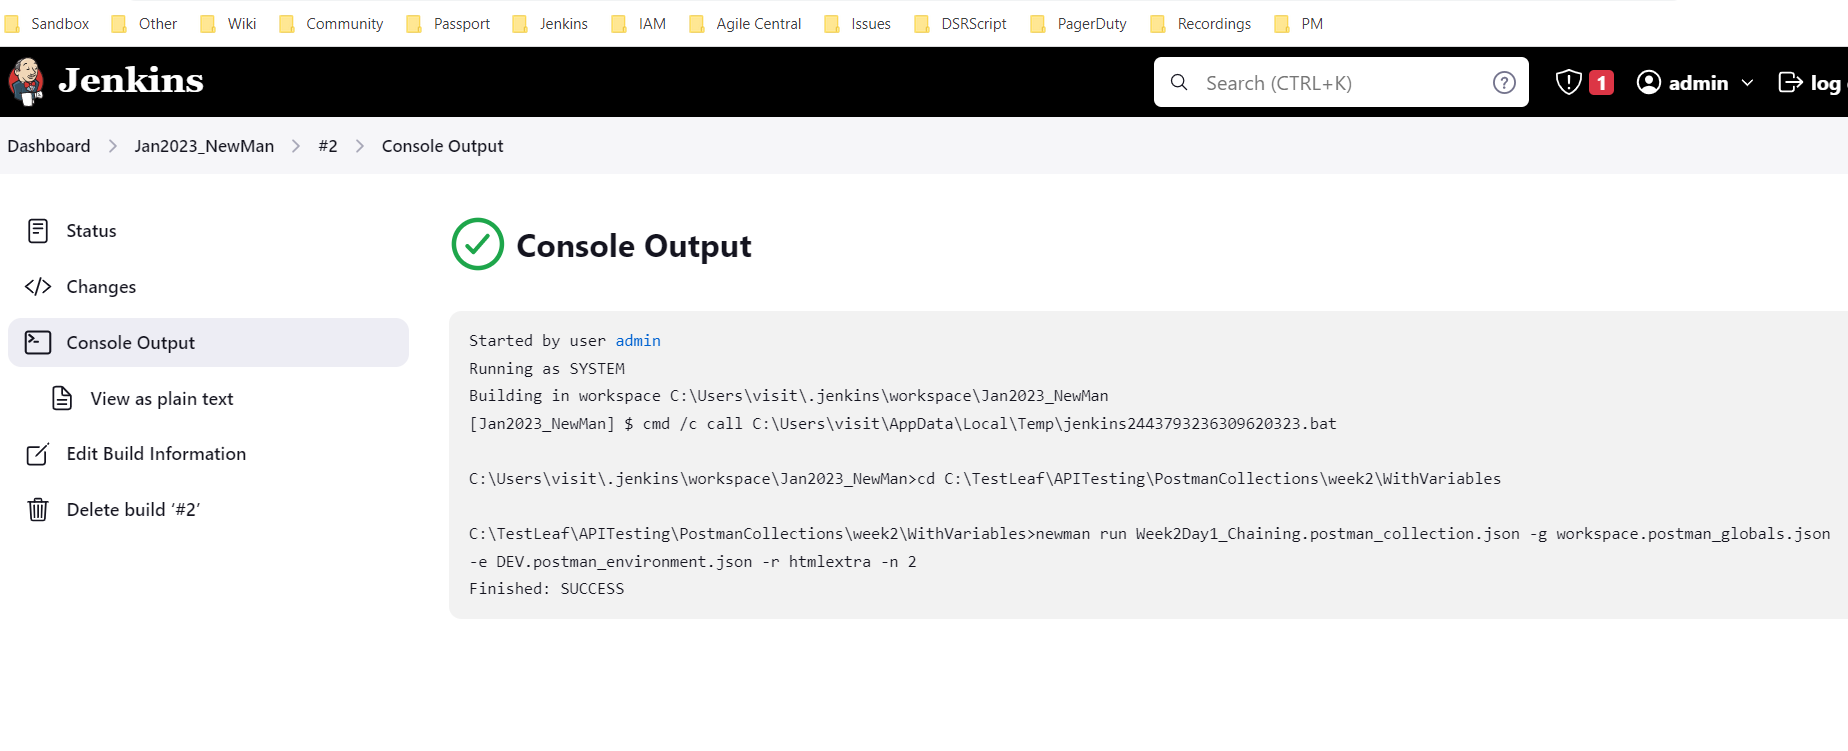 Sandbox Other Wiki Community Passport Jenkins IAM Agile Central Issues DSRScript PagerDuty Recordings PM
Jenkins Search (CTRL+K) ? 1 admin log
Dashboard > Jan2023_NewMan > #2 > Console Output
Status
Changes
Console Output
View as plain text
Edit Build Information
Delete build ‘#2’
Console Output
Started by user admin
Running as SYSTEM
Building in workspace C:\Users\visit\.jenkins\workspace\Jan2023_NewMan
[Jan2023_NewMan] $ cmd /c call C:\Users\visit\AppData\Local\Temp\jenkins2443793236309620323.bat
C:\Users\visit\.jenkins\workspace\Jan2023_NewMan>cd C:\TestLeaf\APITesting\PostmanCollections\week2\WithVariables
C:\TestLeaf\APITesting\PostmanCollections\week2\WithVariables>newman run Week2Day1_Chaining.postman_collection.json -g workspace.postman_globals.json
-e DEV.postman_environment.json -r htmlextra -n 2
Finished: SUCCESS